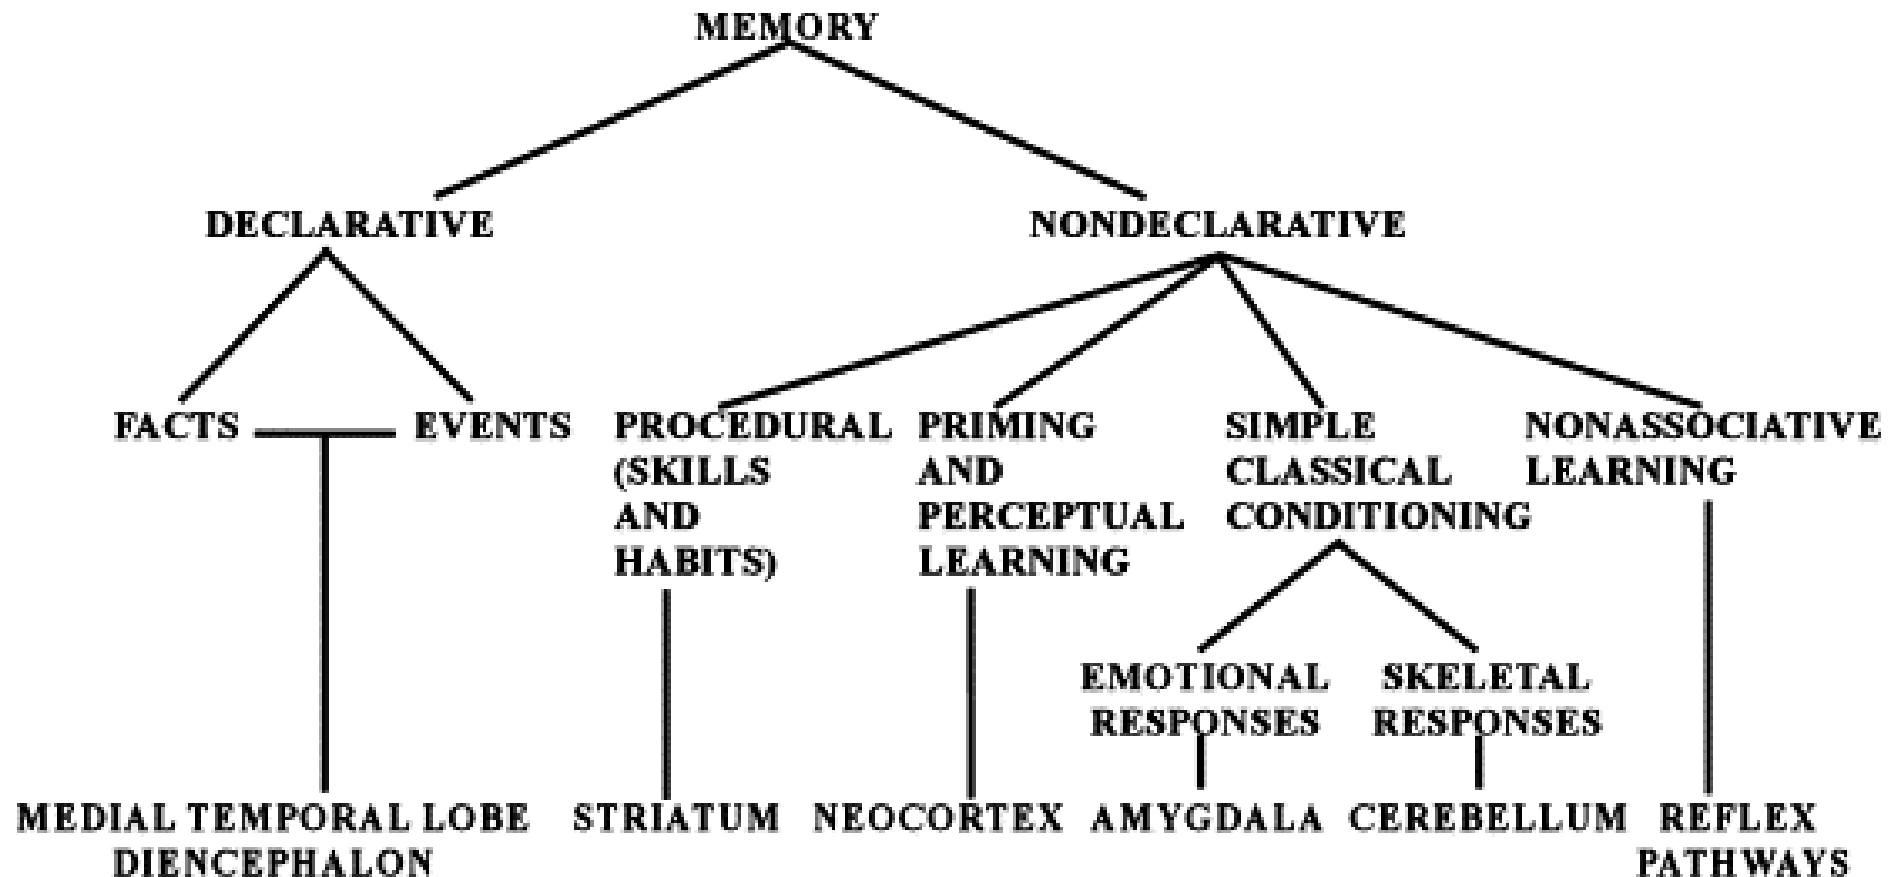 MEMORY
DECLARATIVE
NONDECLARATIVE
FACTS
EVENTS
PROCEDURAL
(SKILLS
AND
HABITS)
PRIMING
AND
PERCEPTUAL
LEARNING
SIMPLE
CLASSICAL
CONDITIONING
NONASSOCIATIVE
LEARNING
EMOTIONAL
RESPONSES
SKELETAL
RESPONSES
MEDIAL TEMPORAL LOBE
DIENCEPHALON
STRIATUM
NEOCORTEX
AMYGDALA
CEREBELLUM
REFLEX
PATHWAYS